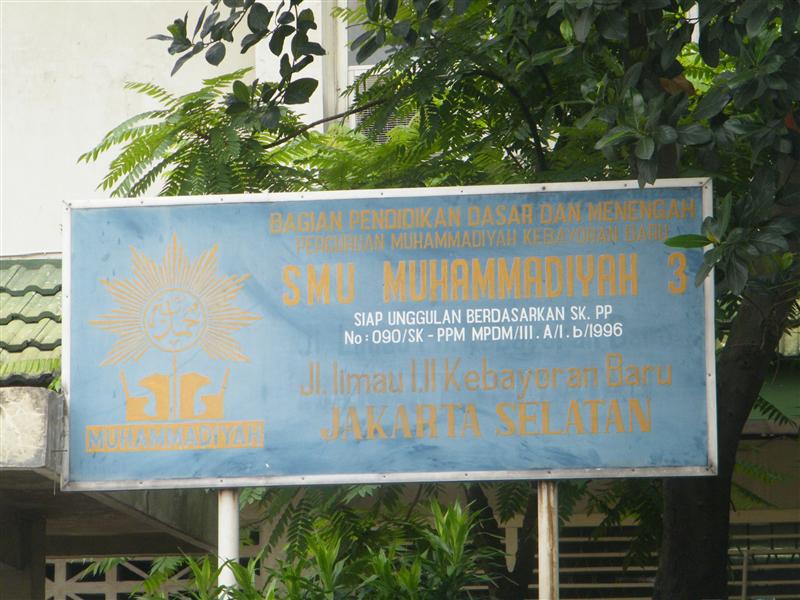 BAGIAN PENDIDIKAN DASAR DAN MENENGAH
PERGURUAN MUHAMMADIYAH KEBAYORAN BARU
SMU MUHAMMADIYAH 3
SIAP UNGGULAN BERDASARKAN SK. PP
No : 090/SK - PPM MPDM/III. A/I. b/1996
Jl. limau I.II Kebayoran Baru
JAKARTA SELATAN
MUHAMMADIYAH